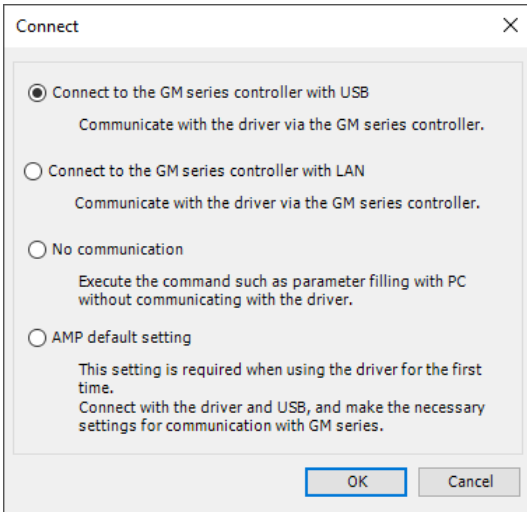 Connect
Connect to the GM series controller with USB
Communicate with the driver via the GM series controller.
Connect to the GM series controller with LAN
Communicate with the driver via the GM series controller.
No communication
Execute the command such as parameter filling with PC
without communicating with the driver.
AMP default setting
This setting is required when using the driver for the first
time.
Connect with the driver and USB, and make the necessary
settings for communication with GM series.
OK Cancel